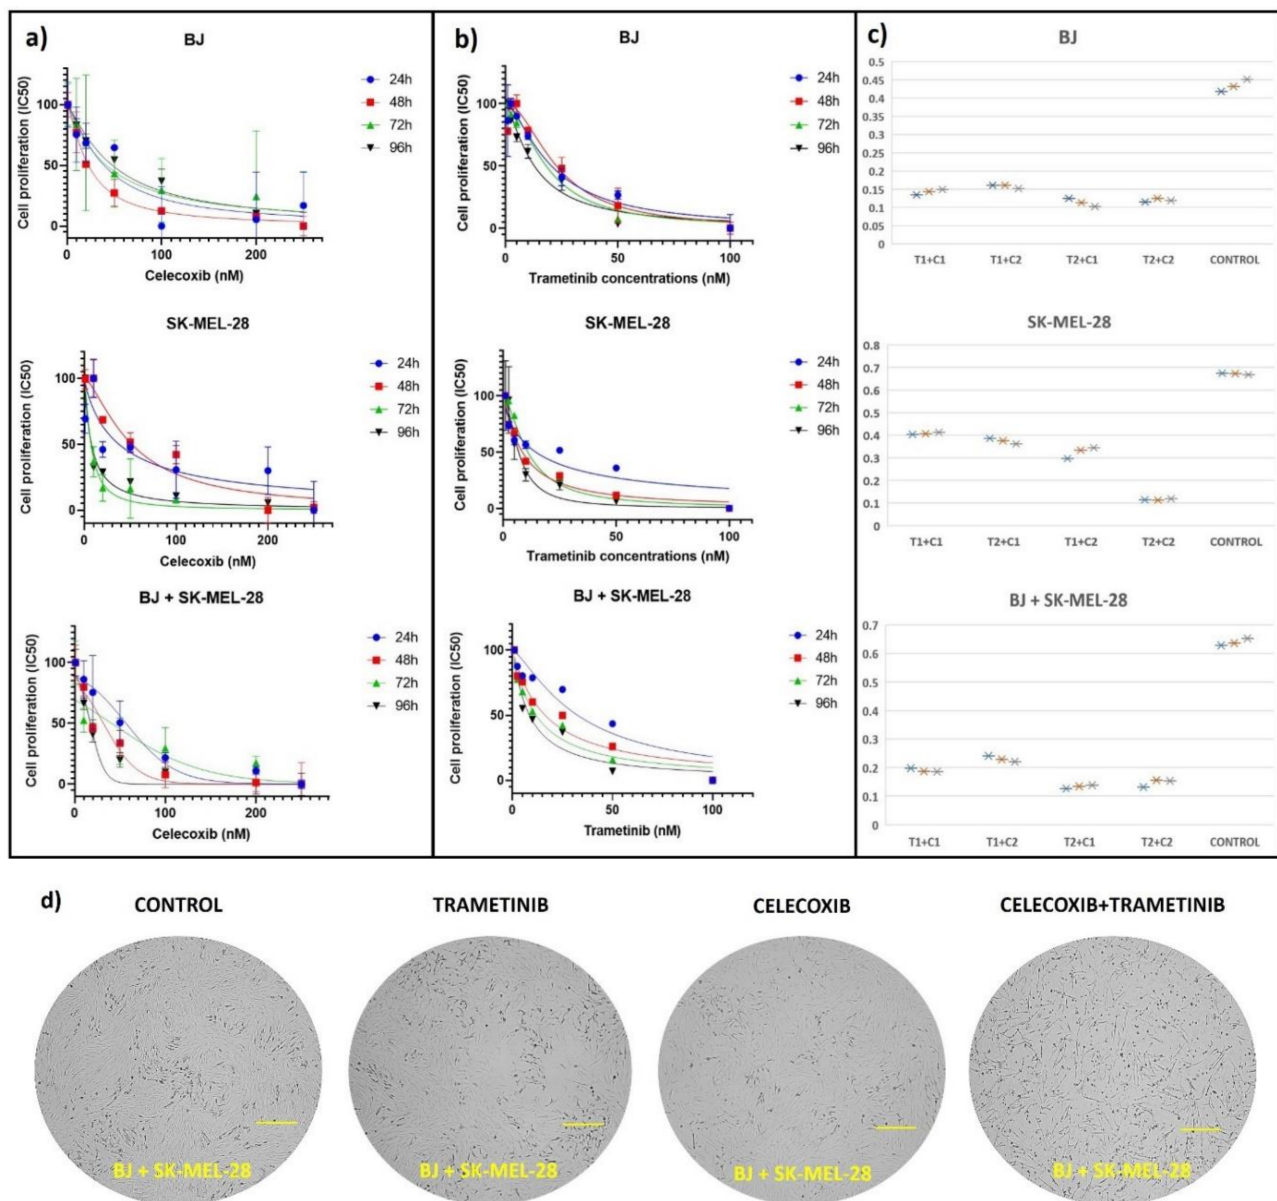 a)
BJ
Cell proliferation (IC50)
100
50
0
0
100
200
Celecoxib (nM)
24h
48h
72h
96h
SK-MEL-28
Cell proliferation (IC50)
100
50
0
0
100
200
Celecoxib (nM)
24h
48h
72h
96h
BJ + SK-MEL-28
Cell proliferation (IC50)
100
50
0
0
100
200
Celecoxib (nM)
24h
48h
72h
96h
b)
BJ
Cell proliferation (IC50)
100
50
0
0
50
100
Trametinib concentrations (nM)
24h
48h
72h
96h
SK-MEL-28
Cell proliferation (IC50)
100
50
0
0
50
100
Trametinib concentrations (nM)
24h
48h
72h
96h
BJ + SK-MEL-28
Cell proliferation (IC50)
100
50
0
0
50
100
Trametinib (nM)
24h
48h
72h
96h
c)
BJ
0.5
0.45
0.4
0.35
0.3
0.25
0.2
0.15
0.1
0.05
0
T1+C1
T1+C2
T2+C1
T2+C2
CONTROL
SK-MEL-28
0.8
0.7
0.6
0.5
0.4
0.3
0.2
0.1
0
T1+C1
T2+C1
T1+C2
T2+C2
CONTROL
BJ + SK-MEL-28
0.7
0.6
0.5
0.4
0.3
0.2
0.1
0
T1+C1
T1+C2
T2+C1
T2+C2
CONTROL
d)
CONTROL
TRAMETINIB
CELECOXIB
CELECOXIB+TRAMETINIB
BJ + SK-MEL-28
BJ + SK-MEL-28
BJ + SK-MEL-28
BJ + SK-MEL-28